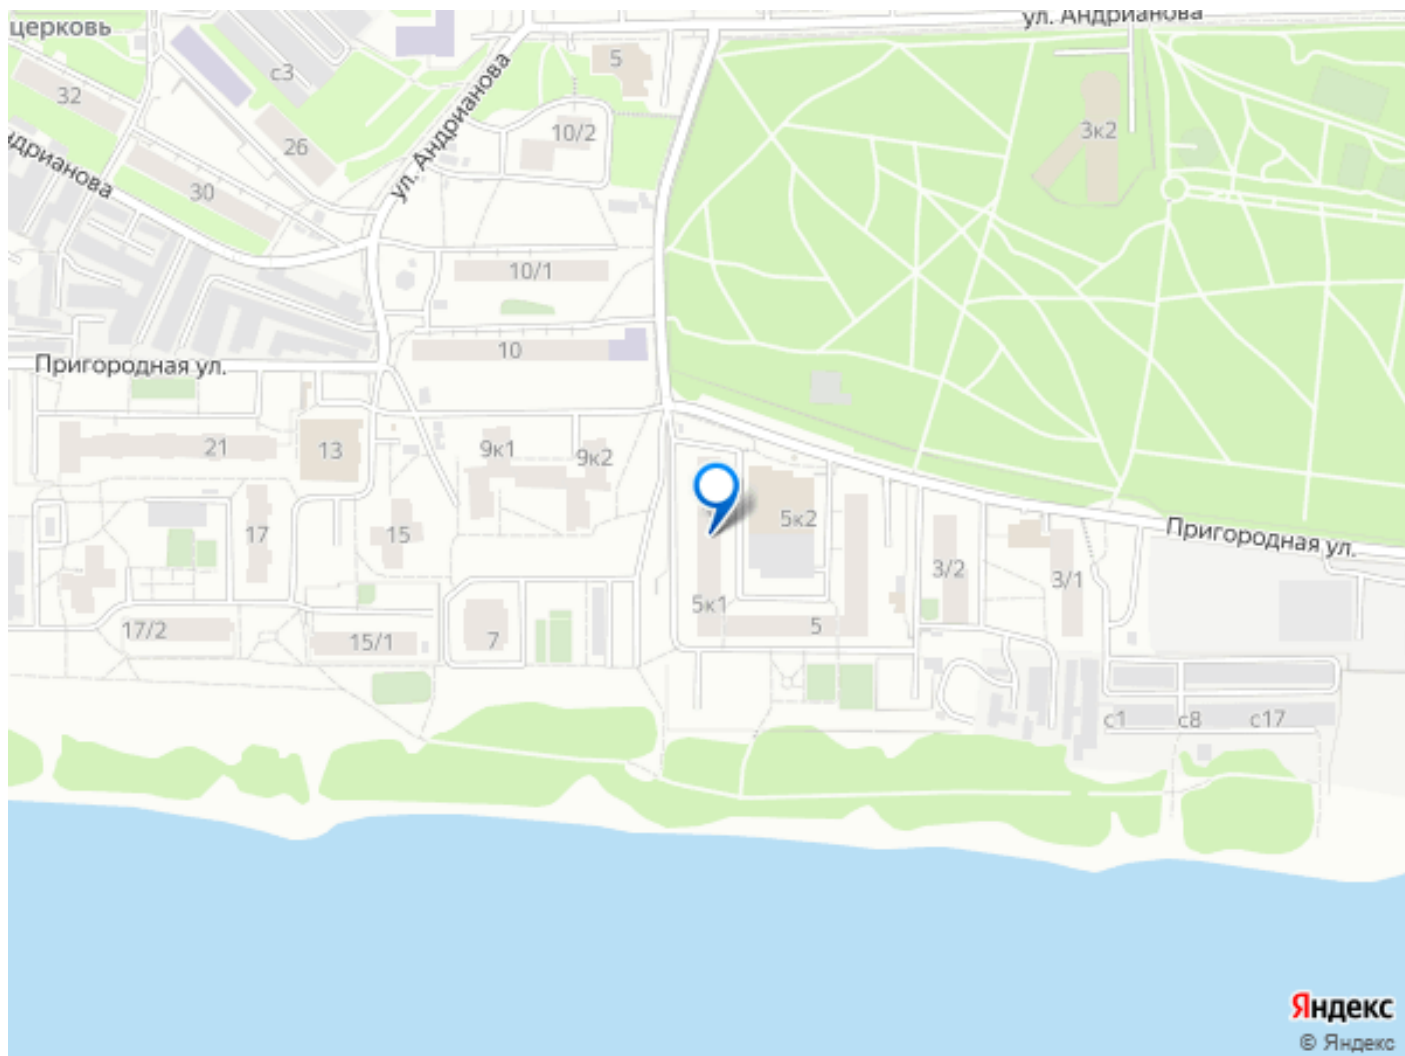 ул. Андрианова
церковь
с3
5
32
ул. Андрианова
10/2
3к2
26
Андрианова
30
10/1
10
Пригородная ул.
21
13
9к1
9к2
5к2
17
15
Пригородная ул.
3/2
3/1
5к1
17/2
15/1
7
5
с1
с8
с17
Яндекс
© Яндекс